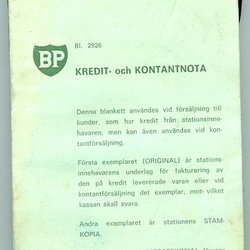 BP
Bl. 2926
KREDIT- och KONTANTNOTA
Denna blankett användes vid försäljning till
kunder, som har kredit från stationsinne-
havaren, men kan även användas vid kon-
tantförsäljning.
Första exemplaret (ORIGINAL) är stations-
innehavarens underlag för fakturering av
den på kredit levererade varan eller vid
kontantförsäljning det exemplar, mot vilket
kassan skall svara.
Andra exemplaret är stationens STAM-
KOPIA.